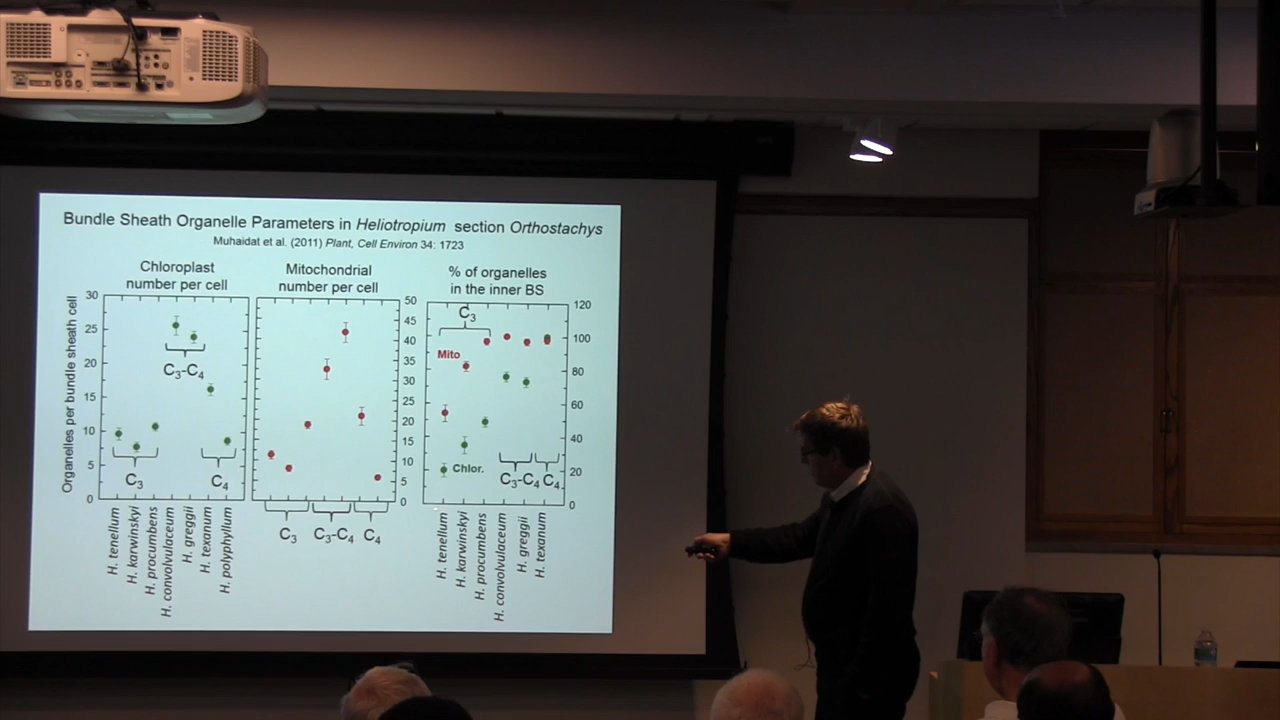 Bundle Sheath Organelle Parameters in Heliotropium section Orthostachys
Muhaidat et al. (2011) Plant, Cell Environ 34: 1723
Chloroplast
number per cell
Mitochondrial
number per cell
% of organelles
in the inner BS
Organelles per bundle sheath cell
30
25
20
15
10
5
0
C3-C4
C3
C4
50
45
40
35
30
25
20
15
10
5
0
C3
C3-C4
C4
120
100
80
60
40
20
0
C3
Mito
Chlor.
C3-C4
C4
H. tenellum
H. karwinskyi
H. procumbens
H. convolvulaceum
H. greggii
H. texanum
H. polyphyllum
H. tenellum
H. karwinskyi
H. procumbens
H. convolvulaceum
H. greggii
H. texanum